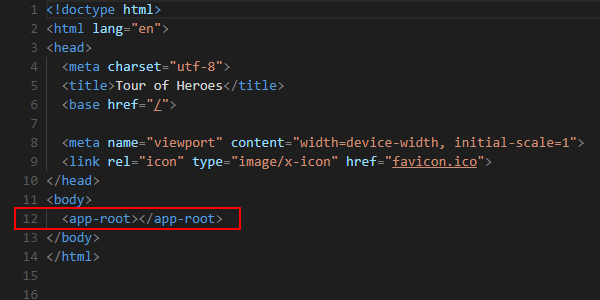 1 <!doctype html>
2 <html lang="en">
3 <head>
4 <meta charset="utf-8">
5 <title>Tour of Heroes</title>
6 <base href="/">
7
8 <meta name="viewport" content="width=device-width, initial-scale=1">
9 <link rel="icon" type="image/x-icon" href="favicon.ico">
10 </head>
11 <body>
12 <app-root></app-root>
13 </body>
14 </html>
15
16